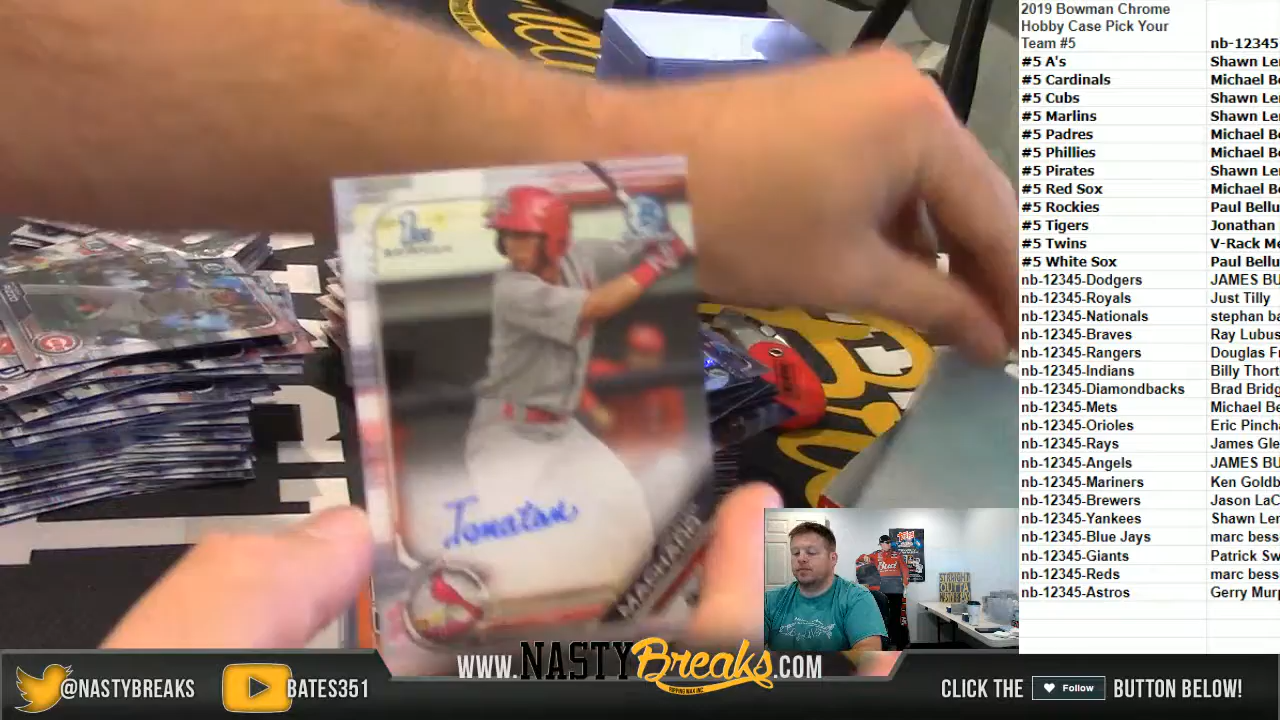 2019 Bowman Chrome
Hobby Case Pick Your
Team #5 nb-12345
#5 A's Shawn Le
#5 Cardinals Michael B
#5 Cubs Shawn Le
#5 Marlins Shawn Le
#5 Padres Michael B
#5 Phillies Michael B
#5 Pirates Shawn Le
#5 Red Sox Michael B
#5 Rockies Paul Bellu
#5 Tigers Jonathan
#5 Twins V-Rack M
#5 White Sox Paul Bellu
nb-12345-Dodgers JAMES BU
nb-12345-Royals Just Tilly
nb-12345-Nationals stephan ba
nb-12345-Braves Ray Lubus
nb-12345-Rangers Douglas F
nb-12345-Indians Billy Thort
nb-12345-Diamondbacks Brad Bridg
nb-12345-Mets Michael Be
nb-12345-Orioles Eric Pinch
nb-12345-Rays James Gle
nb-12345-Angels JAMES BU
nb-12345-Mariners Ken Goldb
nb-12345-Brewers Jason LaC
nb-12345-Yankees Shawn Le
nb-12345-Blue Jays marc bess
nb-12345-Giants Patrick Sw
nb-12345-Reds marc bess
nb-12345-Astros Gerry Mur
Jonatan
MACHADO
@NASTYBREAKS
BATES351
WWW.NASTYBreaks.COM
CLICK THE Follow BUTTON BELOW!